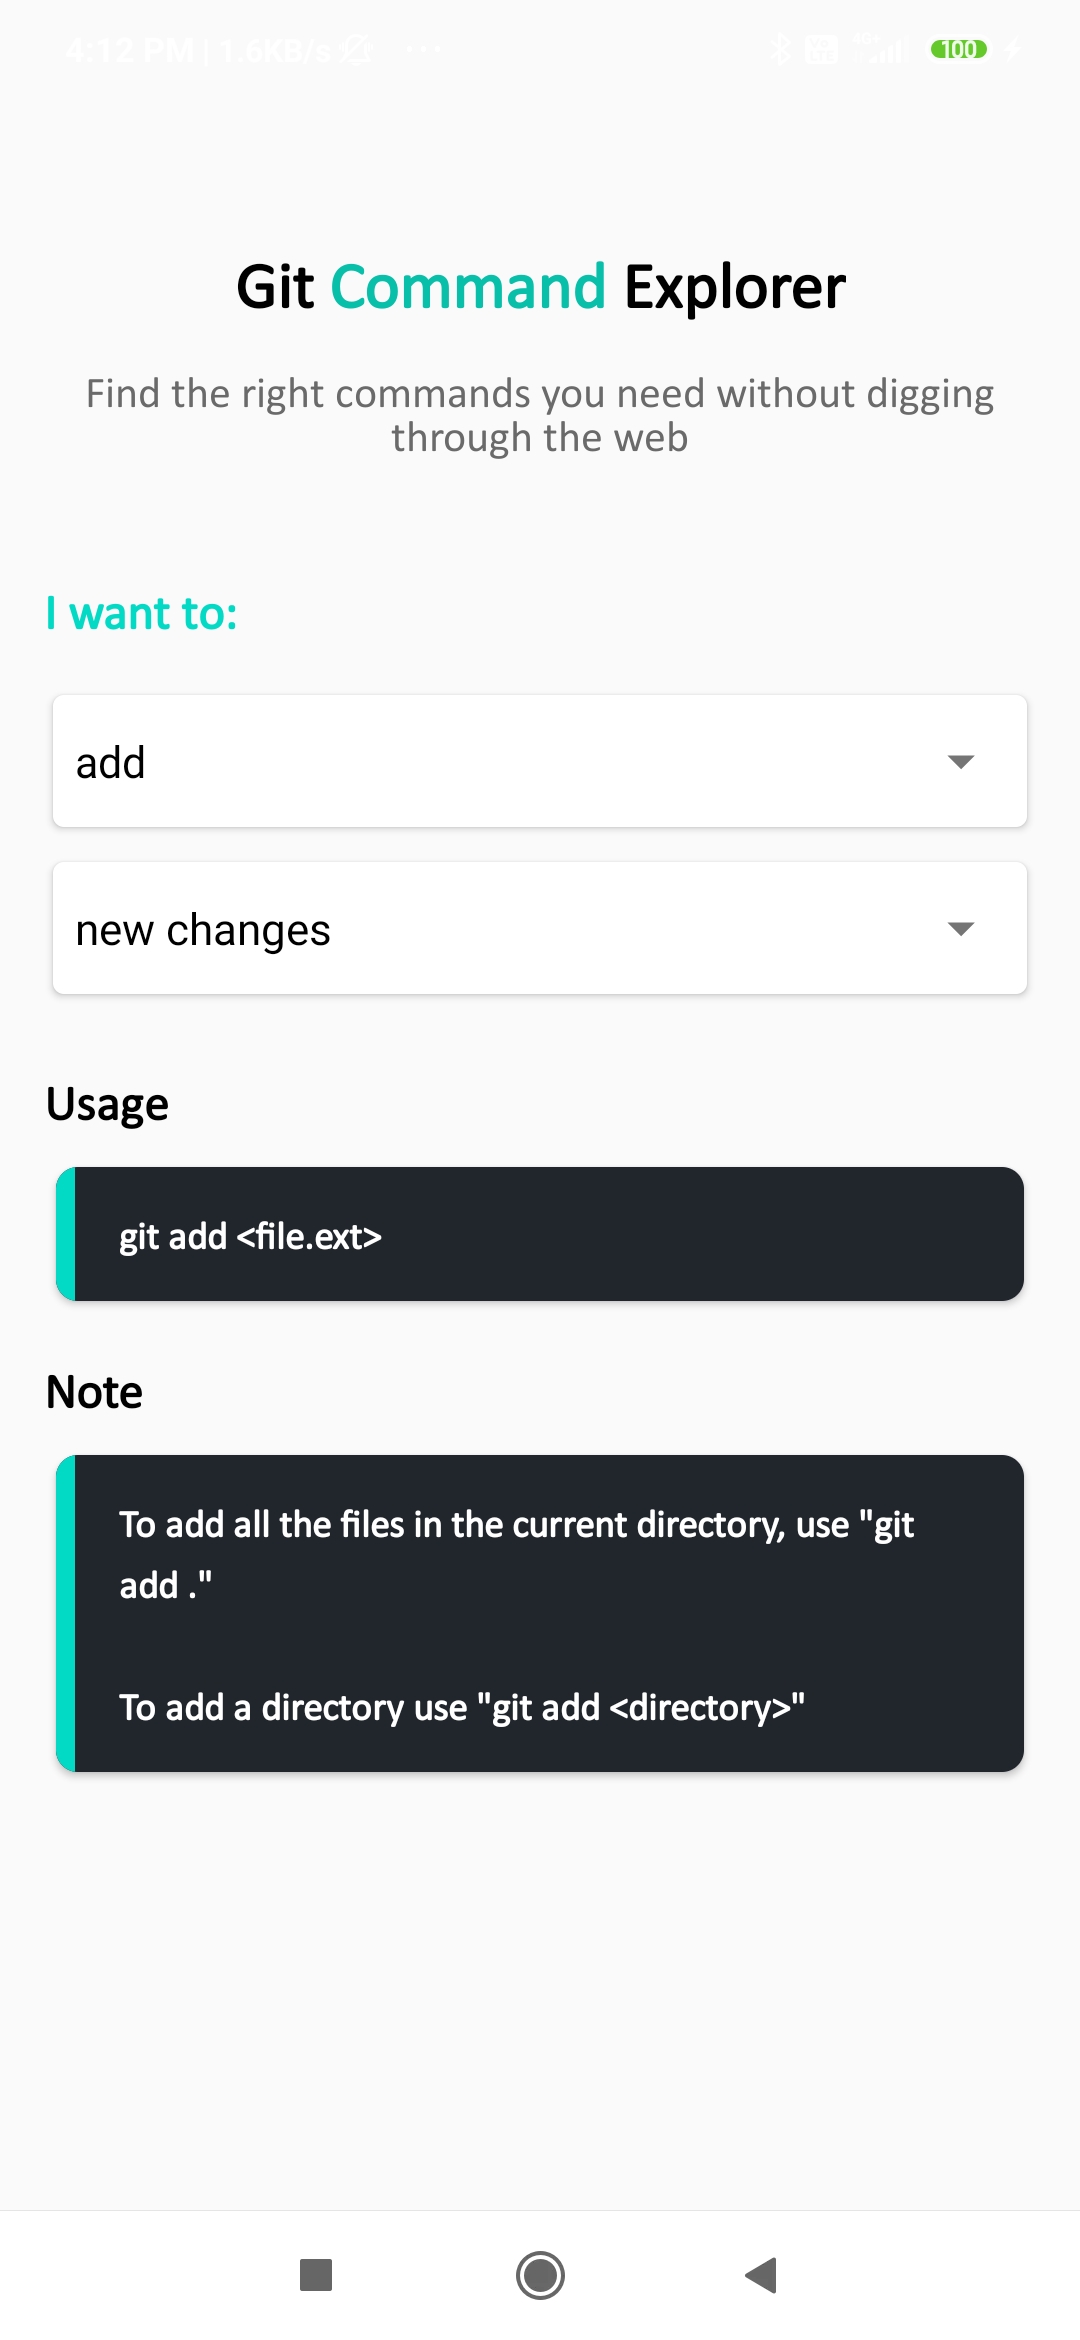 4:12 PM | 1.6KB/s
4G+
100
Git Command Explorer
Find the right commands you need without digging
through the web
I want to:
add
new changes
Usage
git add <file.ext>
Note
To add all the files in the current directory, use "git
add ."
To add a directory use "git add <directory>"